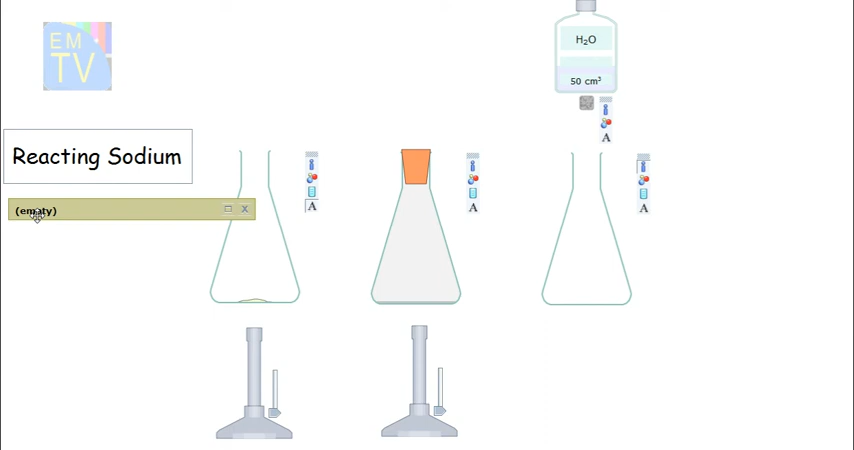 EM
TV
H₂O
50 cm³
A
Reacting Sodium
(empty)
X
A
A
A